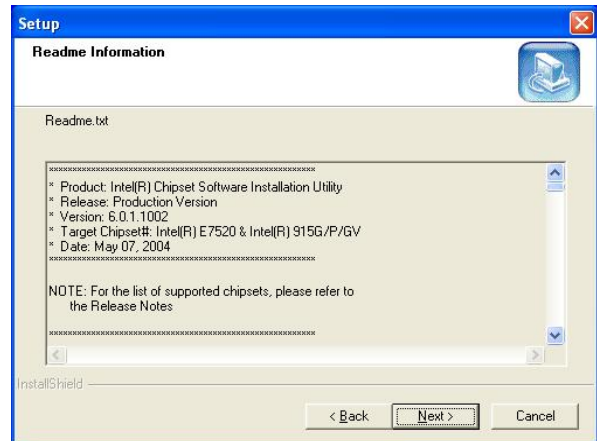 Setup
Readme Information
Readme.txt
************************************************************
* Product: Intel(R) Chipset Software Installation Utility
* Release: Production Version
* Version: 6.0.1.1002
* Target Chipset#: Intel(R) E7520 & Intel(R) 915G/P/GV
* Date: May 07, 2004
************************************************************
NOTE: For the list of supported chipsets, please refer to
the Release Notes
************************************************************
InstallShield
< Back
Next >
Cancel